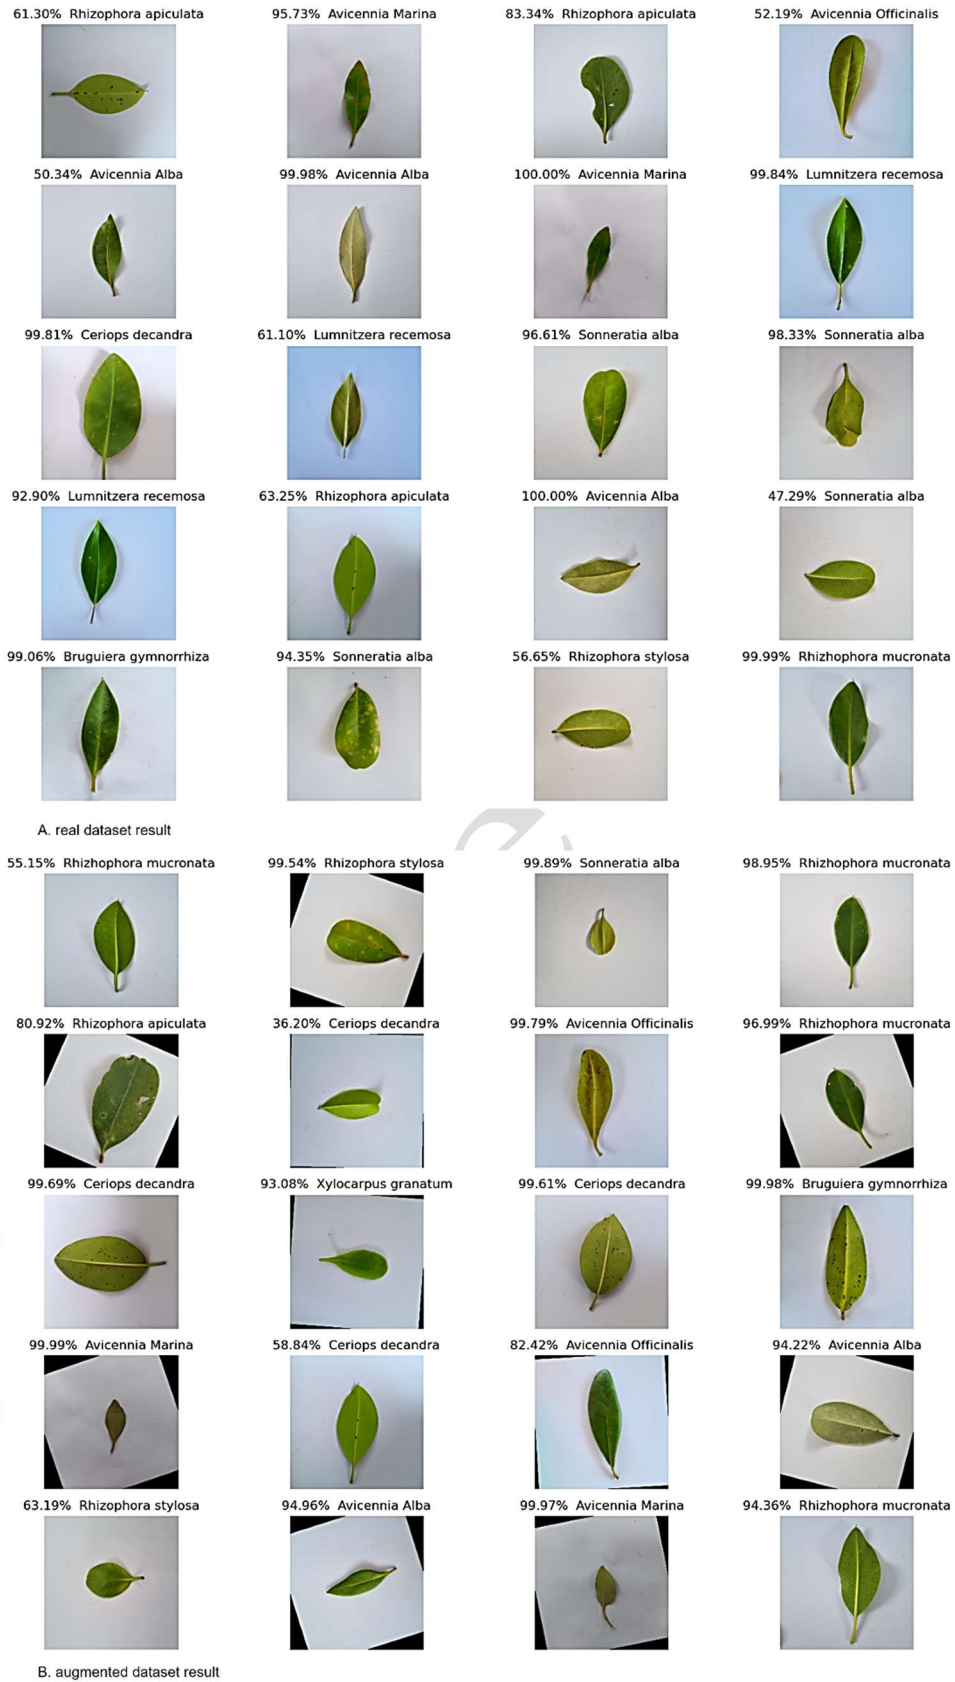 61.30% Rhizophora apiculata
95.73% Avicennia Marina
83.34% Rhizophora apiculata
52.19% Avicennia Officinalis
50.34% Avicennia Alba
99.98% Avicennia Alba
100.00% Avicennia Marina
99.84% Lumnitzera recemosa
99.81% Ceriops decandra
61.10% Lumnitzera recemosa
96.61% Sonneratia alba
98.33% Sonneratia alba
92.90% Lumnitzera recemosa
63.25% Rhizophora apiculata
100.00% Avicennia Alba
47.29% Sonneratia alba
99.06% Bruguiera gymnorrhiza
94.35% Sonneratia alba
56.65% Rhizophora stylosa
99.99% Rhizhophora mucronata
A. real dataset result
55.15% Rhizhophora mucronata
99.54% Rhizophora stylosa
99.89% Sonneratia alba
98.95% Rhizhophora mucronata
80.92% Rhizophora apiculata
36.20% Ceriops decandra
99.79% Avicennia Officinalis
96.99% Rhizhophora mucronata
99.69% Ceriops decandra
93.08% Xylocarpus granatum
99.61% Ceriops decandra
99.98% Bruguiera gymnorrhiza
99.99% Avicennia Marina
58.84% Ceriops decandra
82.42% Avicennia Officinalis
94.22% Avicennia Alba
63.19% Rhizophora stylosa
94.96% Avicennia Alba
99.97% Avicennia Marina
94.36% Rhizhophora mucronata
B. augmented dataset result